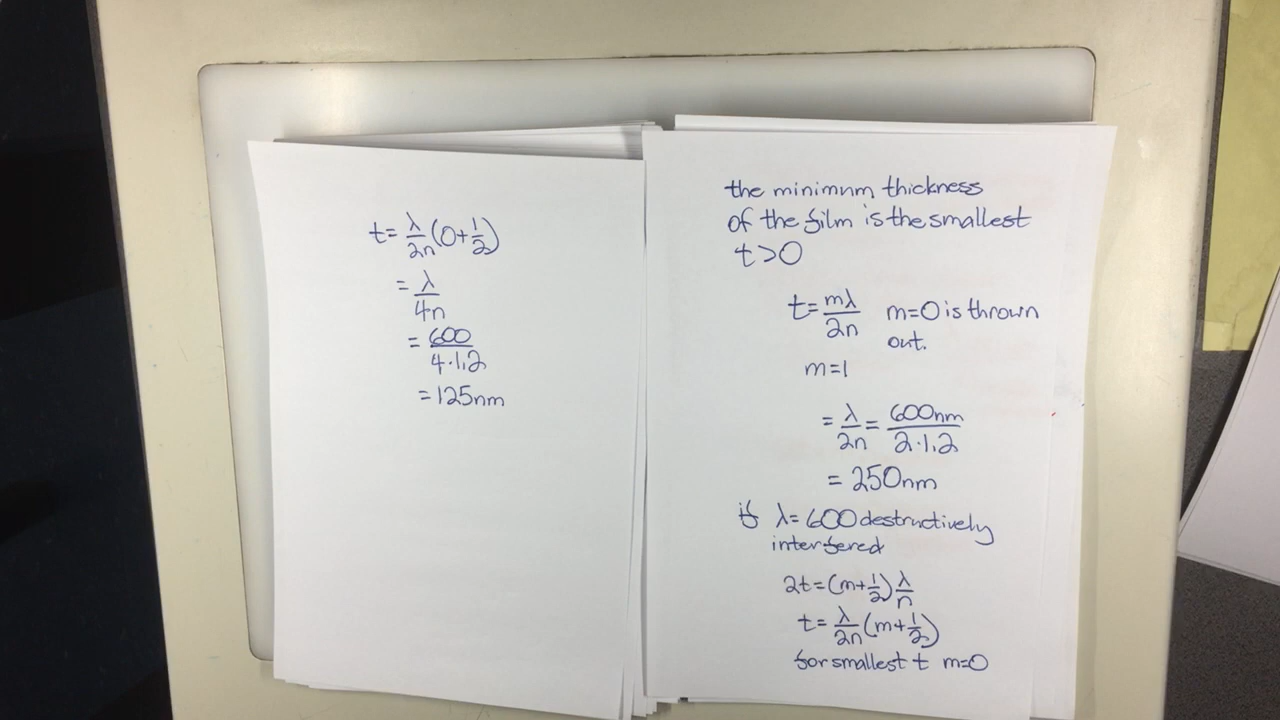 t=λ/2n(0+1/2)
=λ/4n
=600/4·1.2
=125nm
the minimum thickness
of the film is the smallest
t>0
t=mλ/2n m=0 is thrown
out.
m=1
=λ/2n=600nm/2·1.2
=250nm
if λ=600 destructively
interfered
2t=(m+1/2)λ/n
t=λ/2n(m+1/2)
for smallest t m=0